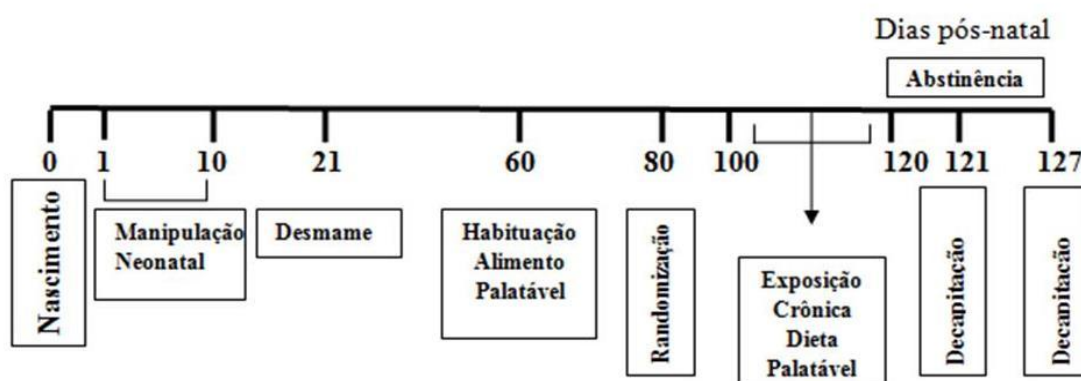 Dias pós-natal
Abstinência
0 1 10 21 60 80 100 120 121 127
Nascimento
Manipulação
Neonatal
Desmame
Habituação
Alimento
Palatável
Randomização
Exposição
Crônica
Dieta
Palatável
Decapitação
Decapitação